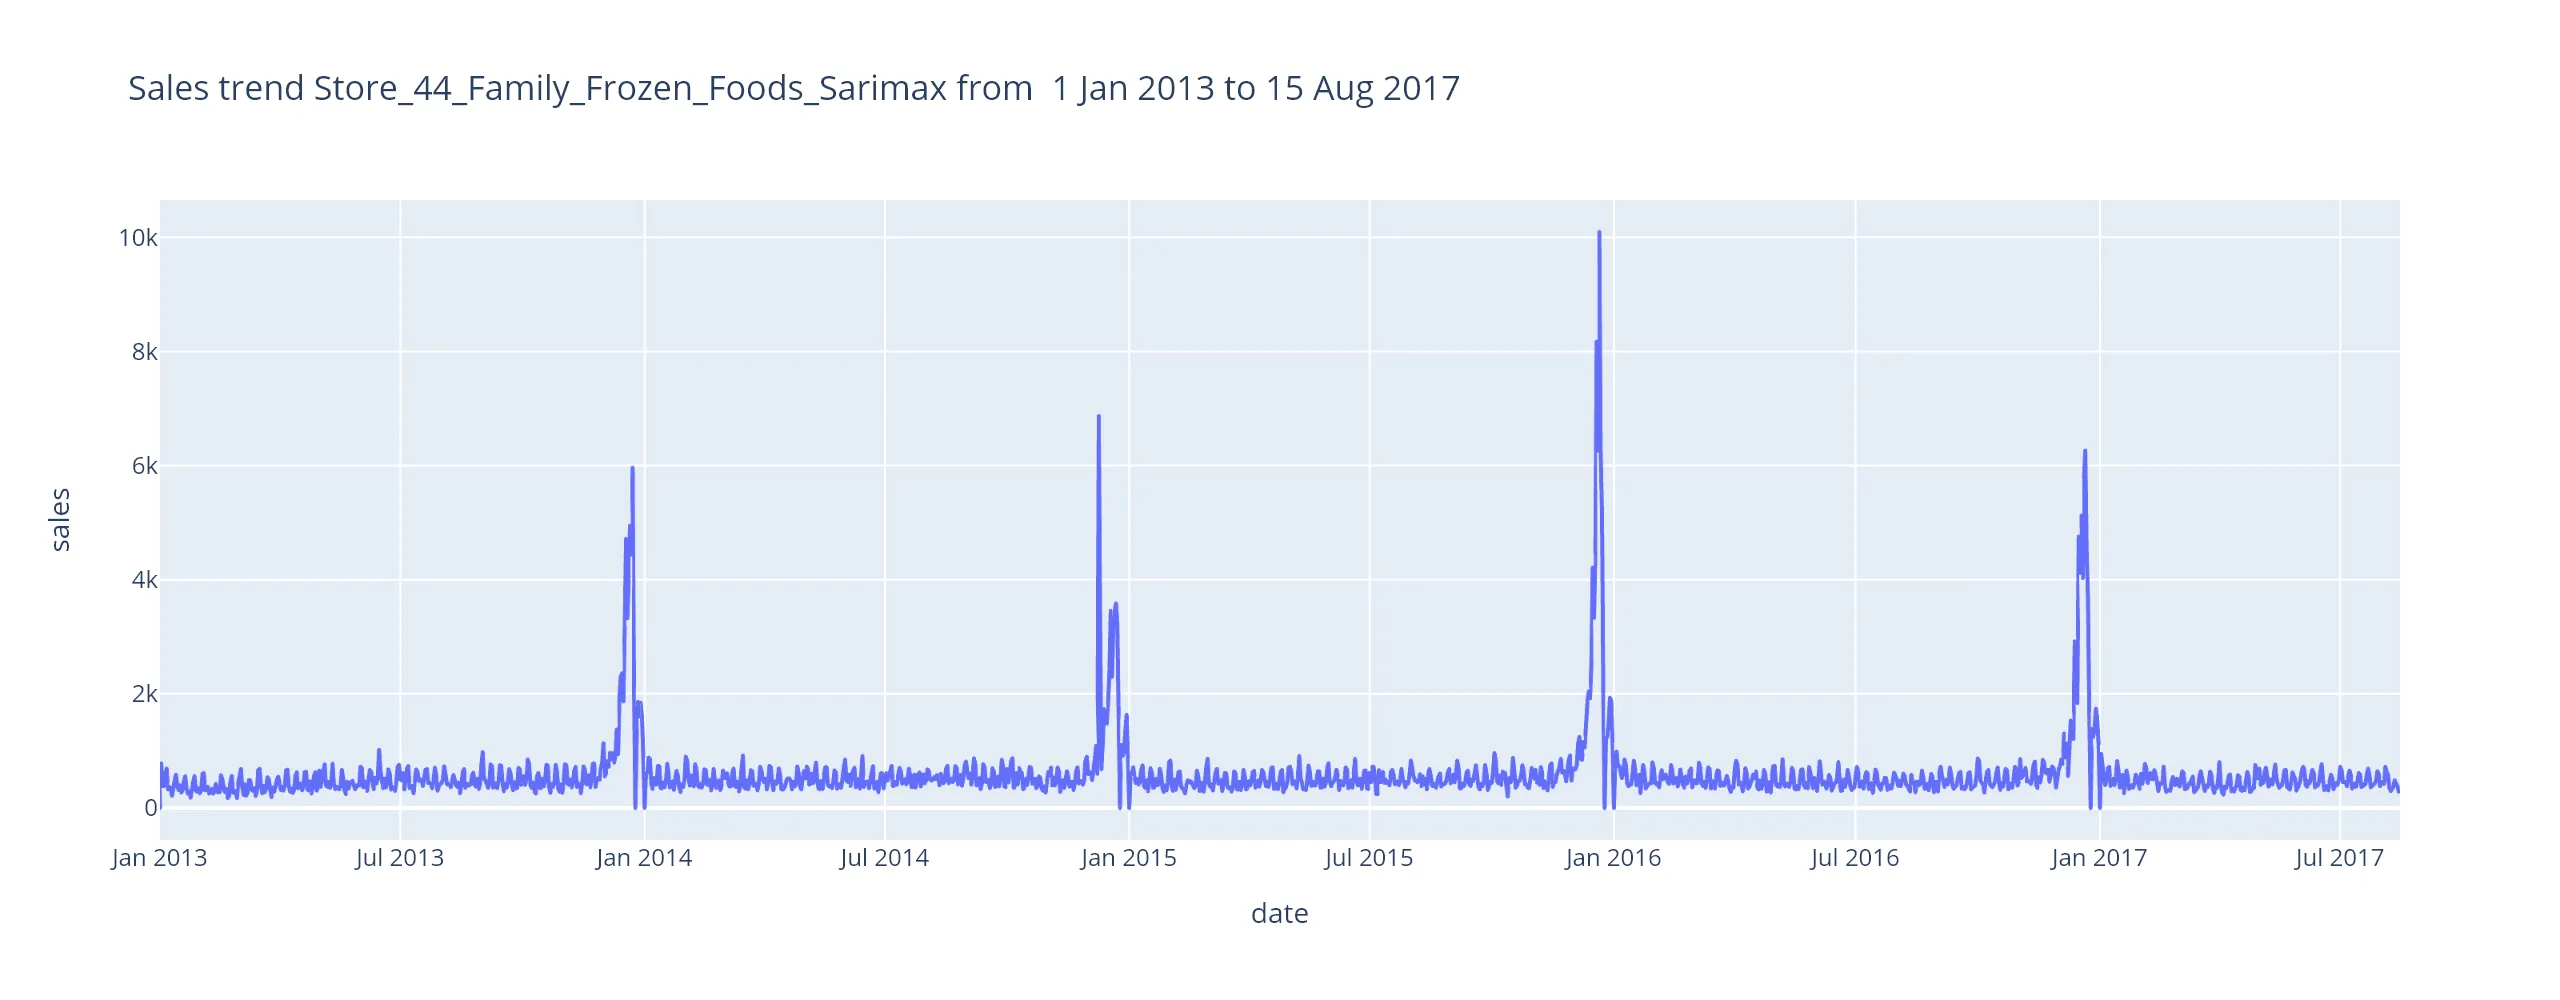 Sales trend Store_44_Family_Frozen_Foods_Sarimax from  1 Jan 2013 to 15 Aug 2017
10k
8k
6k
4k
2k
0
sales
Jan 2013 Jul 2013 Jan 2014 Jul 2014 Jan 2015 Jul 2015 Jan 2016 Jul 2016 Jan 2017 Jul 2017
date